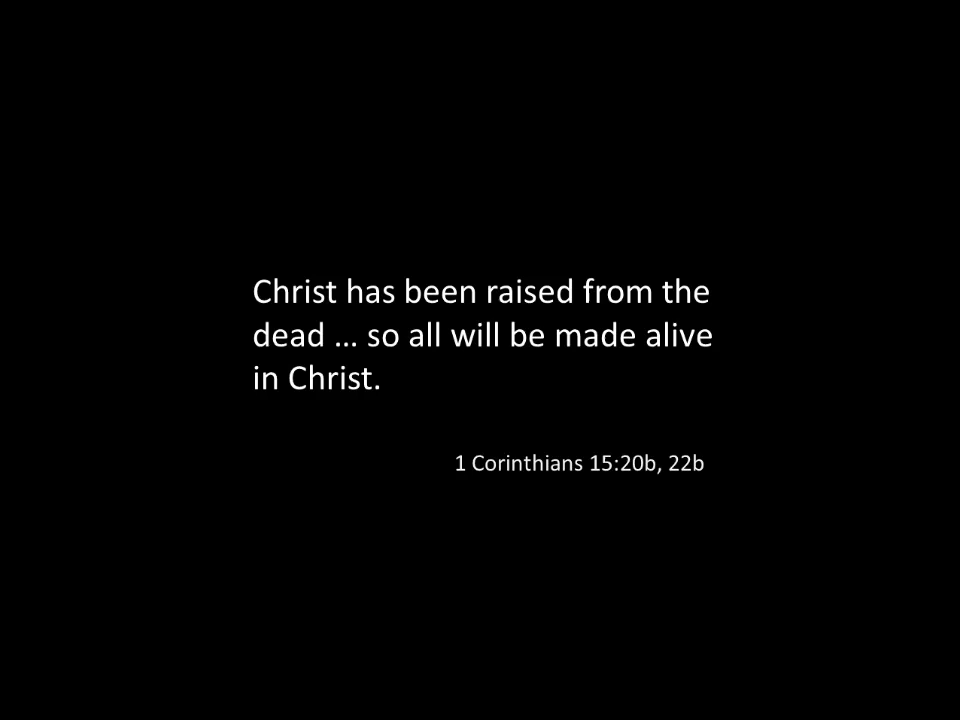 Christ has been raised from the
dead … so all will be made alive
in Christ.
1 Corinthians 15:20b, 22b